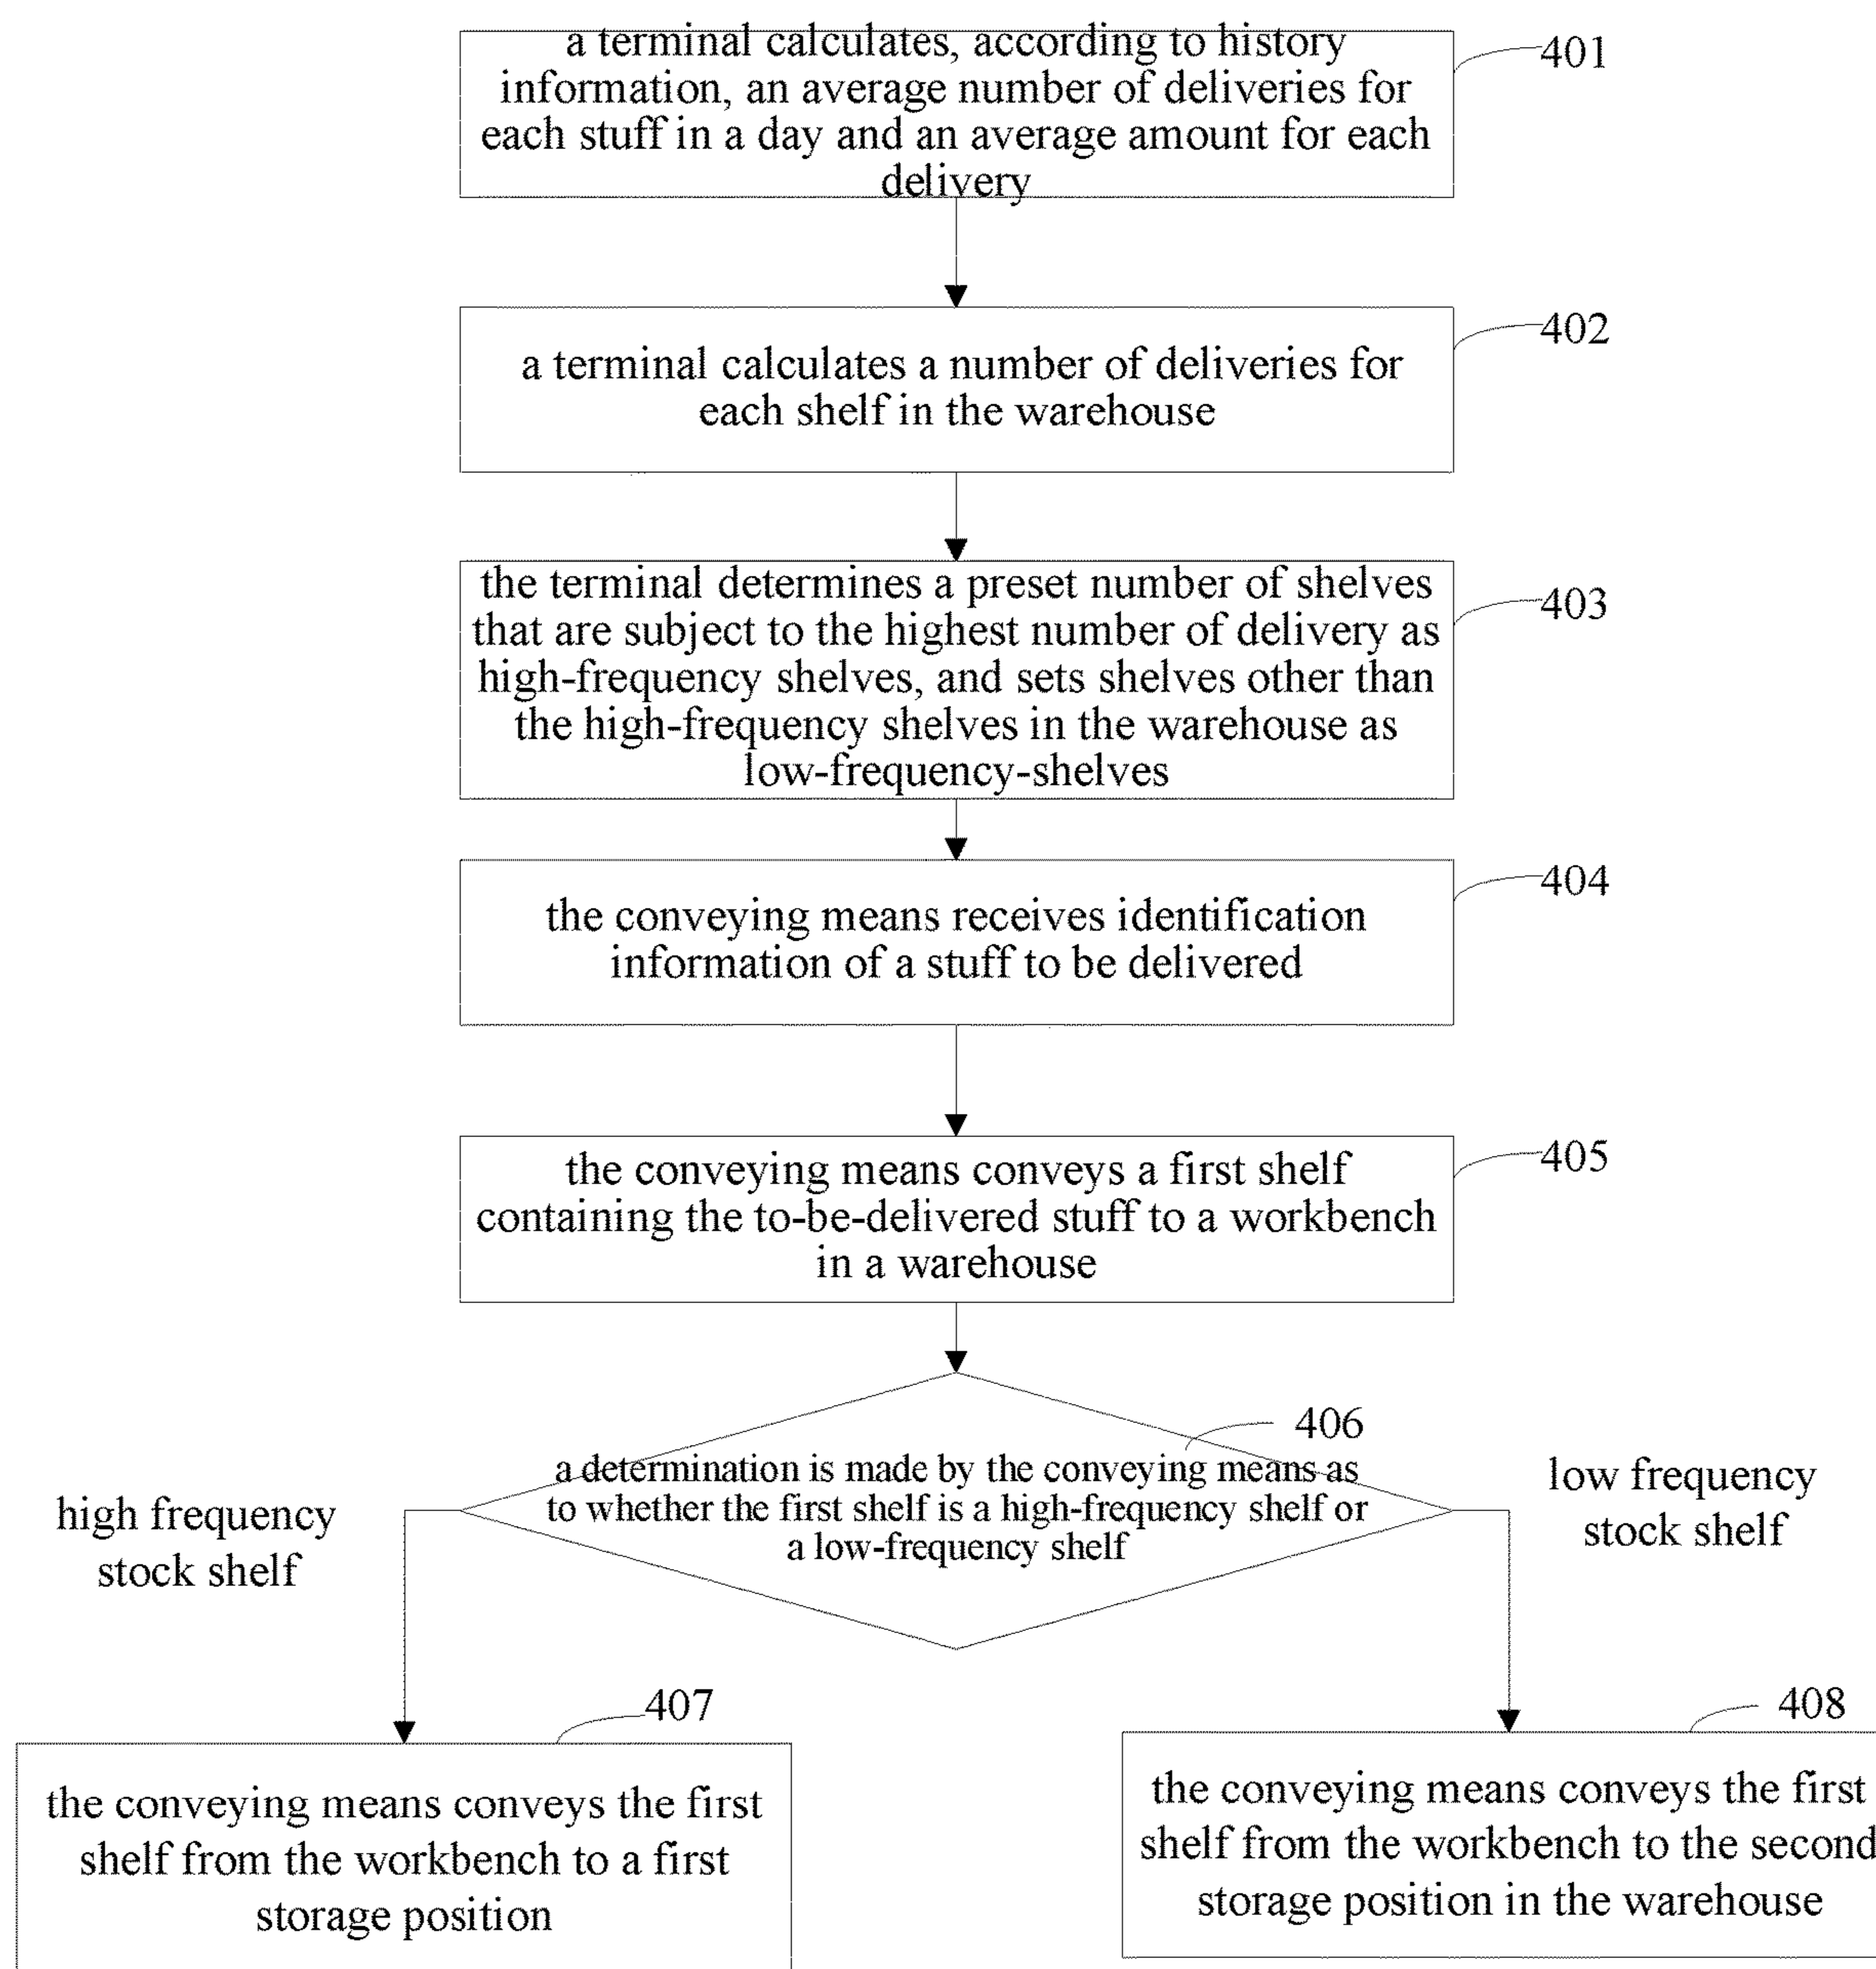 a terminal calculates, according to history
information, an average number of deliveries for
each stuff in a day and an average amount for each
delivery
401
a terminal calculates a number of deliveries for
each shelf in the warehouse
402
the terminal determines a preset number of shelves
that are subject to the highest number of delivery as
high-frequency shelves, and sets shelves other than
the high-frequency shelves in the warehouse as
low-frequency-shelves
403
the conveying means receives identification
information of a stuff to be delivered
404
the conveying means conveys a first shelf
containing the to-be-delivered stuff to a workbench
in a warehouse
405
406
a determination is made by the conveying means as
to whether the first shelf is a high-frequency shelf or
a low-frequency shelf
high frequency
stock shelf
low frequency
stock shelf
407
the conveying means conveys the first
shelf from the workbench to a first
storage position
408
the conveying means conveys the first
shelf from the workbench to the second
storage position in the warehouse